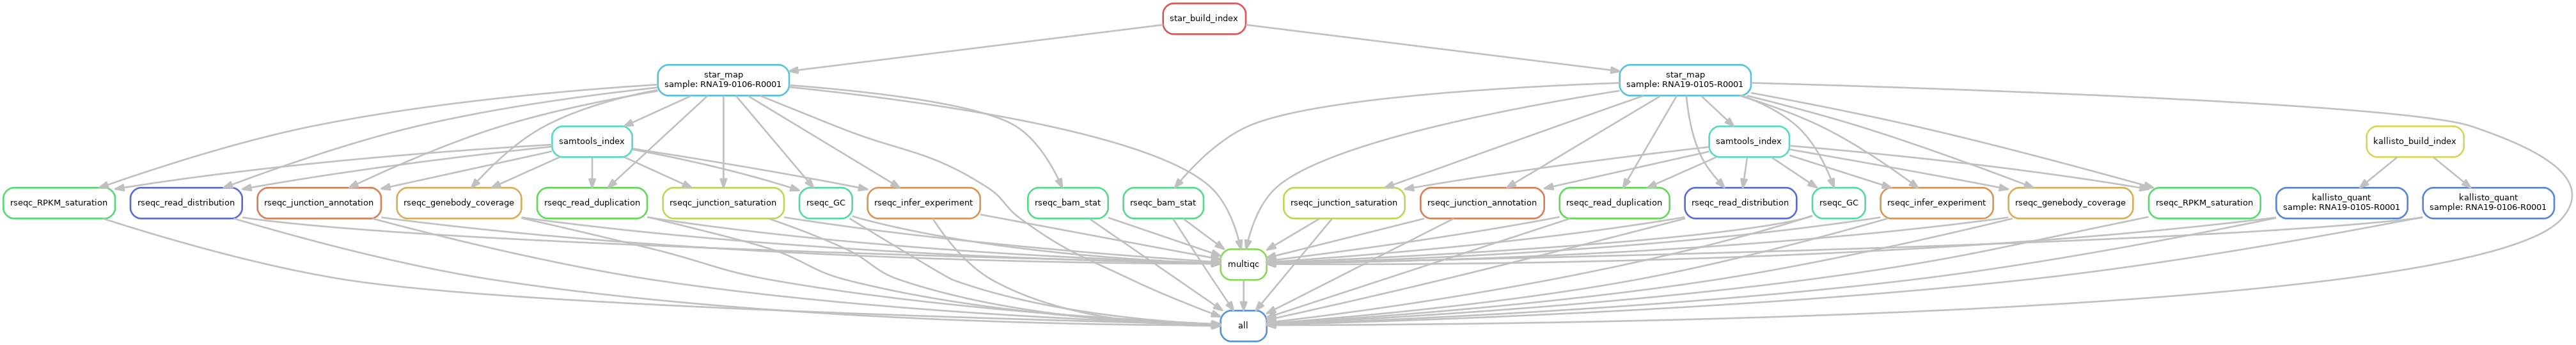 star_build_index
star_map
sample: RNA19-0106-R0001
star_map
sample: RNA19-0105-R0001
samtools_index
samtools_index
kallisto_build_index
rseqc_RPKM_saturation
rseqc_read_distribution
rseqc_junction_annotation
rseqc_genebody_coverage
rseqc_read_duplication
rseqc_junction_saturation
rseqc_GC
rseqc_infer_experiment
rseqc_bam_stat
rseqc_bam_stat
rseqc_junction_saturation
rseqc_junction_annotation
rseqc_read_duplication
rseqc_read_distribution
rseqc_GC
rseqc_infer_experiment
rseqc_genebody_coverage
rseqc_RPKM_saturation
kallisto_quant
sample: RNA19-0105-R0001
kallisto_quant
sample: RNA19-0106-R0001
multiqc
all